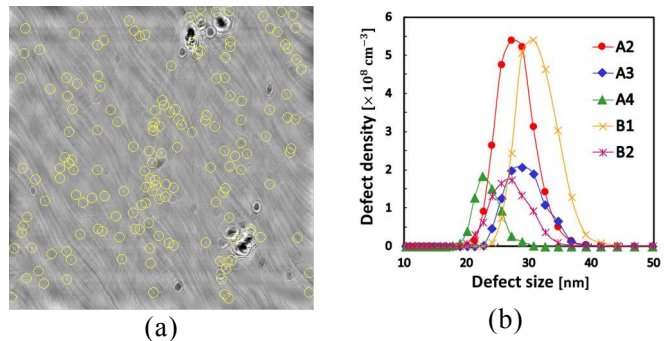 A2
A3
A4
B1
B2
Defect density [× 10⁸ cm⁻³]
6
5
4
3
2
1
0
10 20 30 40 50
Defect size [nm]
(a)
(b)